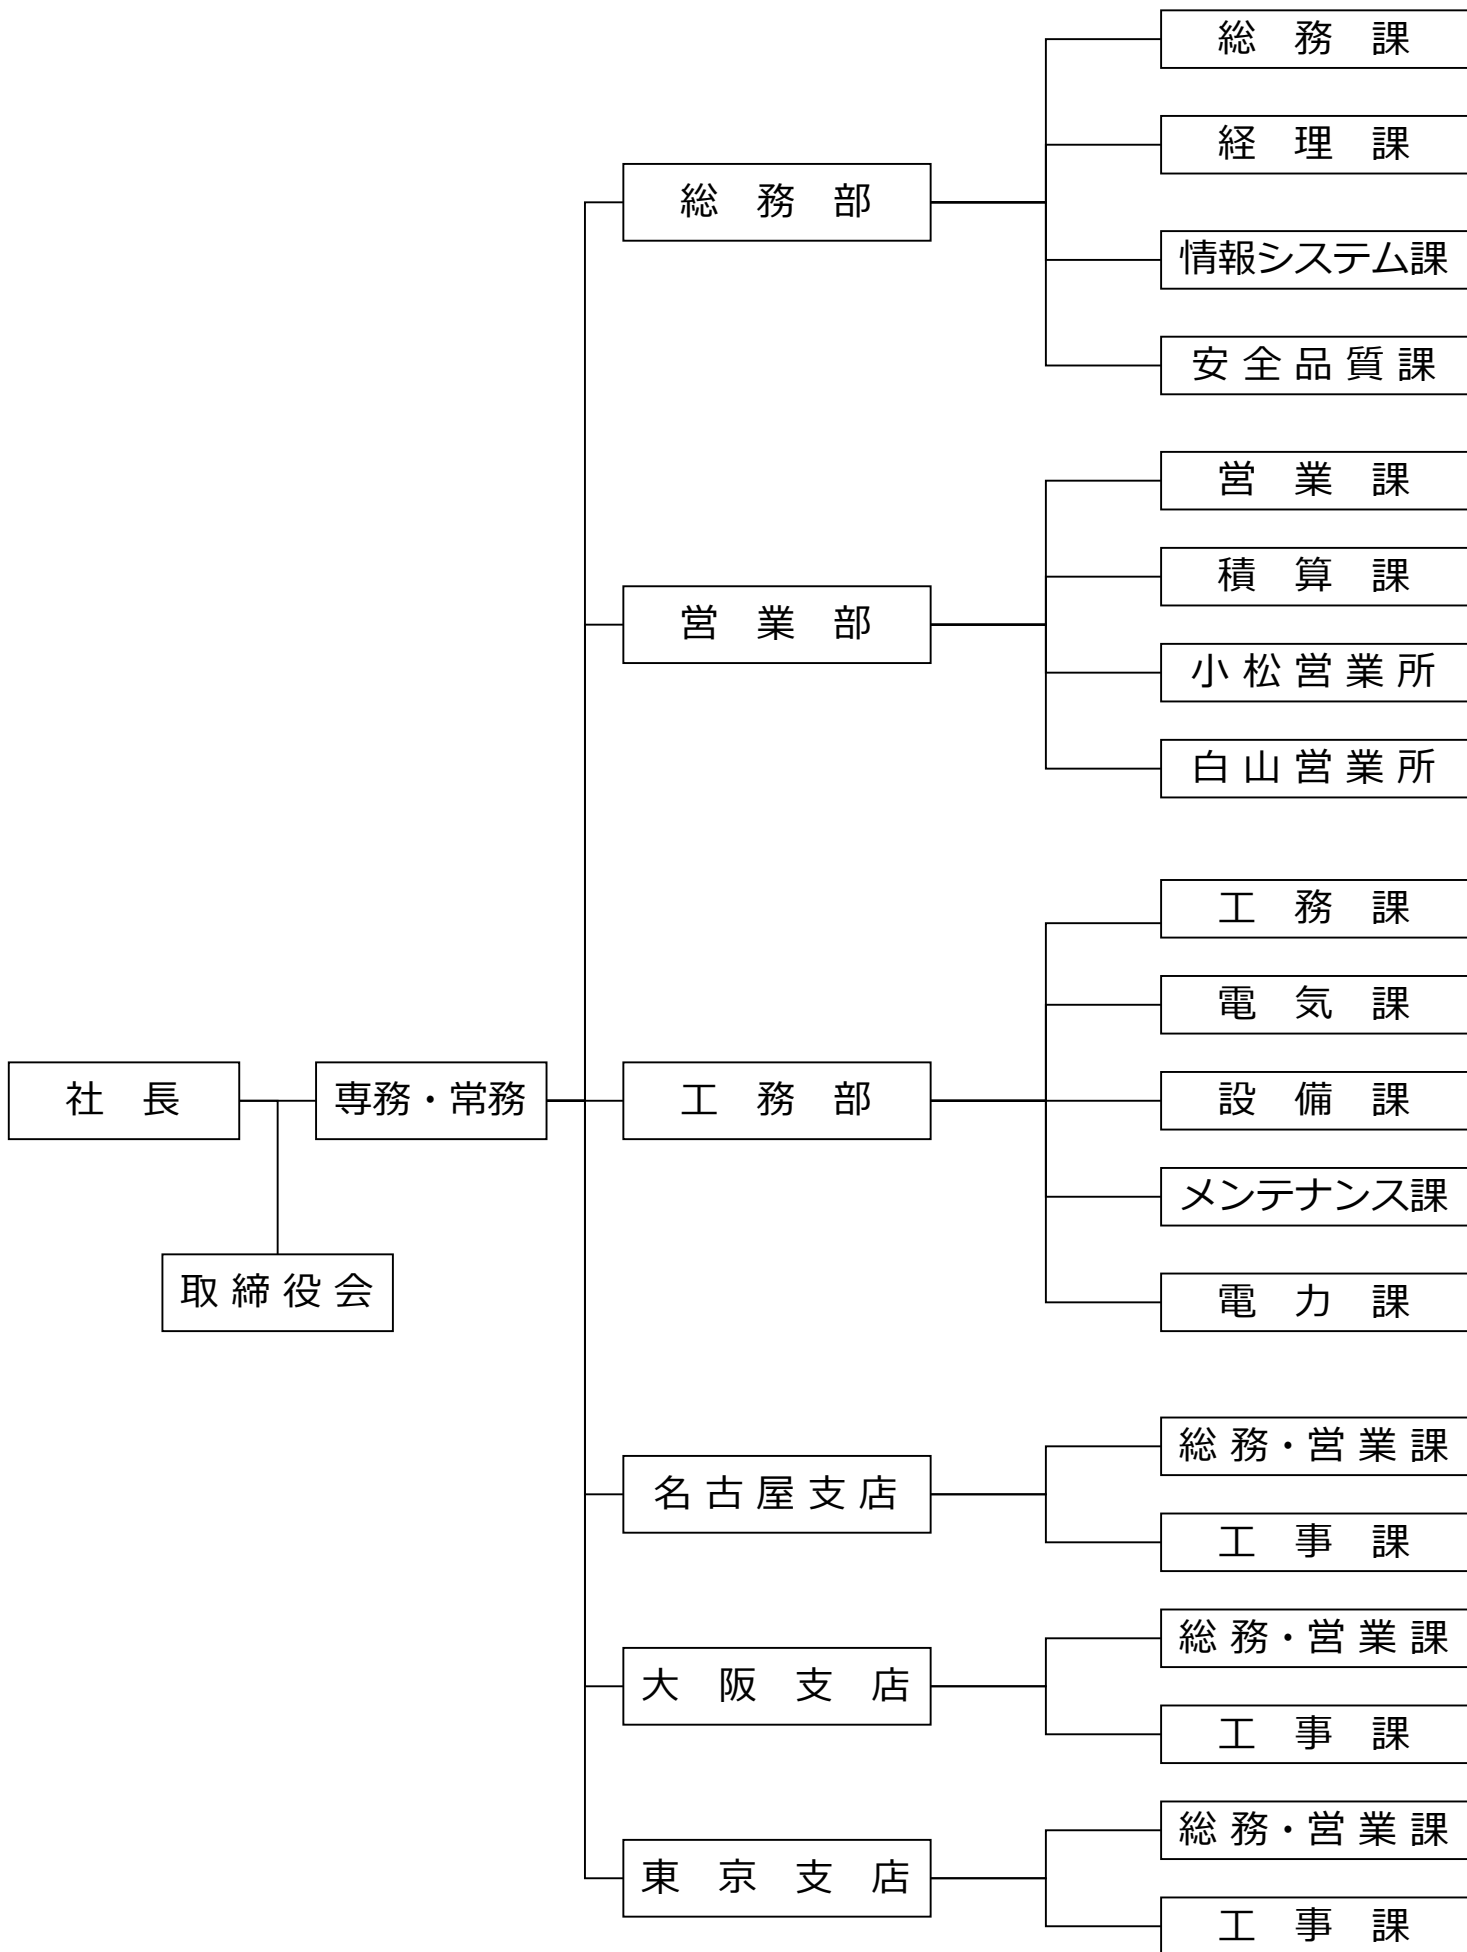 総　務　課
経　理　課
総　務　部
情報システム課
安 全 品 質 課
営　業　課
積　算　課
営　業　部
小 松 営 業 所
白 山 営 業 所
工　務　課
電　気　課
社　長
専務・常務
工　務　部
設　備　課
メンテナンス課
取 締 役 会
電　力　課
総 務・営 業 課
名 古 屋 支 店
工　事　課
総 務・営 業 課
大　阪　支　店
工　事　課
総 務・営 業 課
東　京　支　店
工　事　課